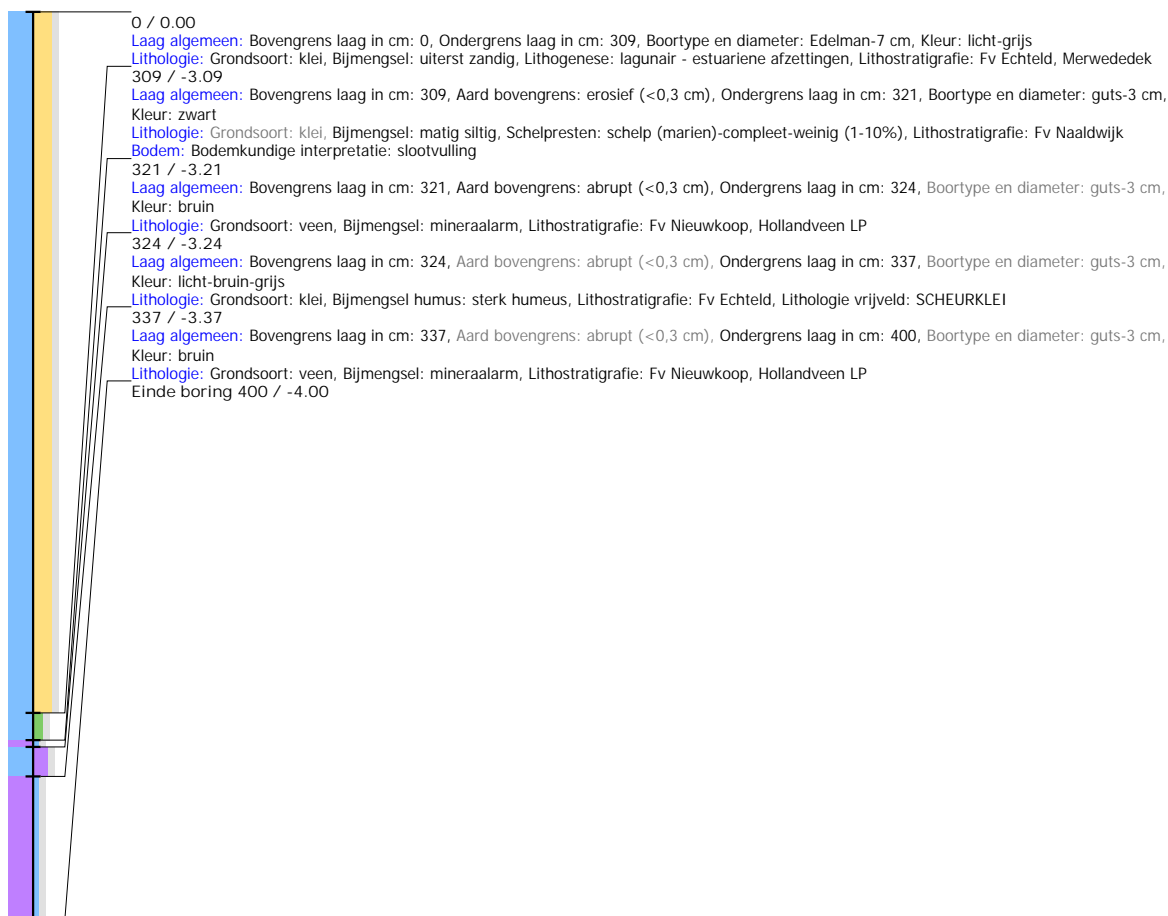 0 / 0.00
Laag algemeen: Bovengrens laag in cm: 0, Ondergrens laag in cm: 309, Boortype en diameter: Edelman-7 cm, Kleur: licht-grijs
Lithologie: Grondsoort: klei, Bijmengsel: uiterst zandig, Lithogenese: lagunair - estuariene afzettingen, Lithostratigrafie: Fv Echteld, Merwededek
309 / -3.09
Laag algemeen: Bovengrens laag in cm: 309, Aard bovengrens: erosief (<0,3 cm), Ondergrens laag in cm: 321, Boortype en diameter: guts-3 cm,
Kleur: zwart
Lithologie: Grondsoort: klei, Bijmengsel: matig siltig, Schelpresten: schelp (marien)-compleet-weinig (1-10%), Lithostratigrafie: Fv Naaldwijk
Bodem: Bodemkundige interpretatie: slootvulling
321 / -3.21
Laag algemeen: Bovengrens laag in cm: 321, Aard bovengrens: abrupt (<0,3 cm), Ondergrens laag in cm: 324, Boortype en diameter: guts-3 cm,
Kleur: bruin
Lithologie: Grondsoort: veen, Bijmengsel: mineraalarm, Lithostratigrafie: Fv Nieuwkoop, Hollandveen LP
324 / -3.24
Laag algemeen: Bovengrens laag in cm: 324, Aard bovengrens: abrupt (<0,3 cm), Ondergrens laag in cm: 337, Boortype en diameter: guts-3 cm,
Kleur: licht-bruin-grijs
Lithologie: Grondsoort: klei, Bijmengsel humus: sterk humeus, Lithostratigrafie: Fv Echteld, Lithologie vrijveld: SCHEURKLEI
337 / -3.37
Laag algemeen: Bovengrens laag in cm: 337, Aard bovengrens: abrupt (<0,3 cm), Ondergrens laag in cm: 400, Boortype en diameter: guts-3 cm,
Kleur: bruin
Lithologie: Grondsoort: veen, Bijmengsel: mineraalarm, Lithostratigrafie: Fv Nieuwkoop, Hollandveen LP
Einde boring 400 / -4.00